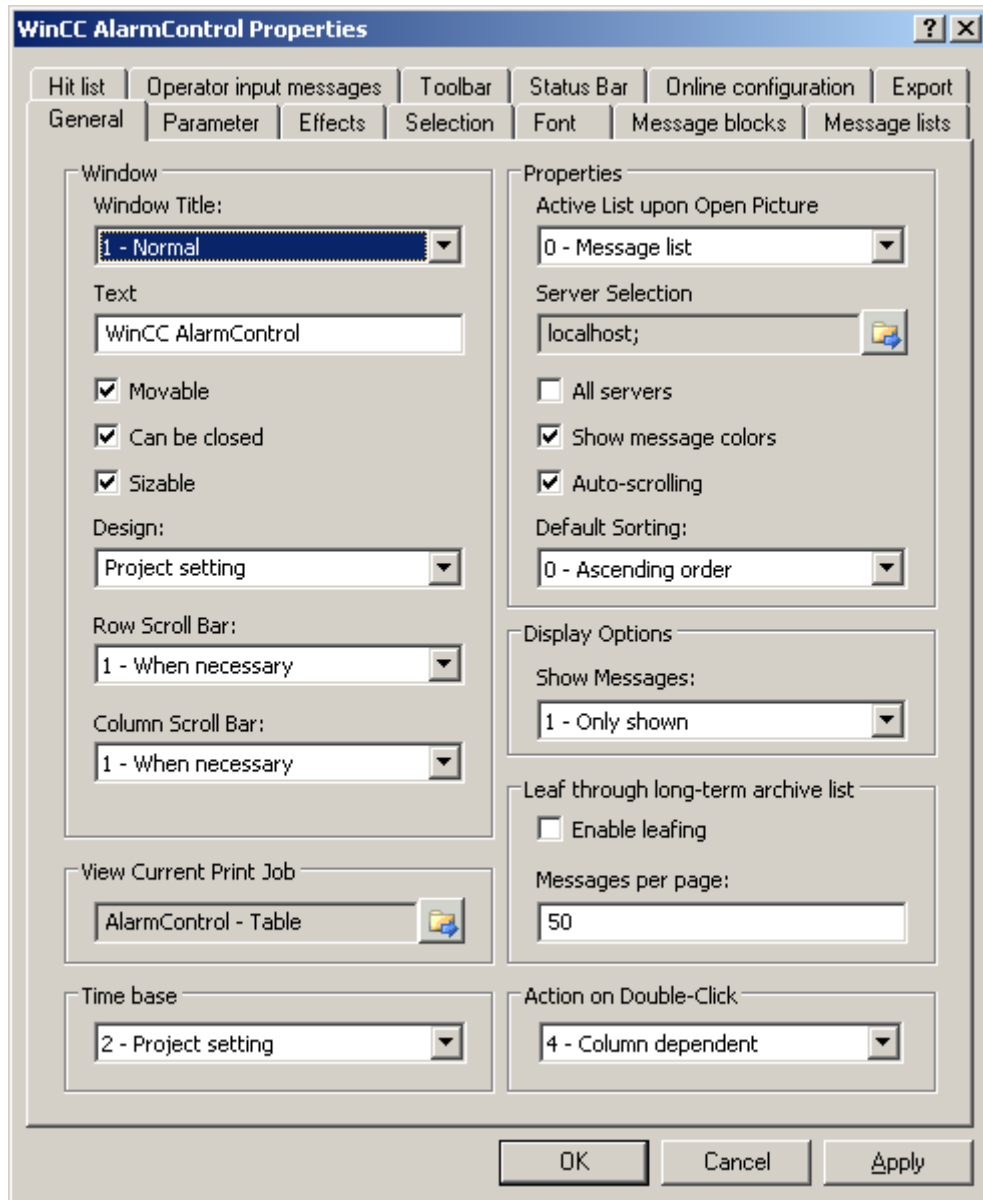 WinCC AlarmControl Properties
Hit list Operator input messages Toolbar Status Bar Online configuration Export
General Parameter Effects Selection Font Message blocks Message lists
Window
Window Title:
1 - Normal
Text
WinCC AlarmControl
Movable
Can be closed
Sizable
Design:
Project setting
Row Scroll Bar:
1 - When necessary
Column Scroll Bar:
1 - When necessary
View Current Print Job
AlarmControl - Table
Time base
2 - Project setting
Properties
Active List upon Open Picture
0 - Message list
Server Selection
localhost;
All servers
Show message colors
Auto-scrolling
Default Sorting:
0 - Ascending order
Display Options
Show Messages:
1 - Only shown
Leaf through long-term archive list
Enable leafing
Messages per page:
50
Action on Double-Click
4 - Column dependent
OK Cancel Apply